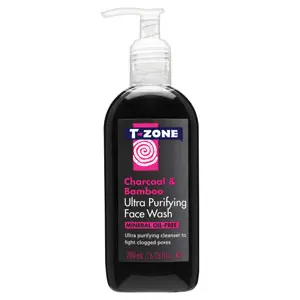 T-ZONE
Charcoal &
Bamboo
Ultra Purifying
Face Wash
MINERAL OIL-FREE
Ultra purifying cleanser to
fight clogged pores